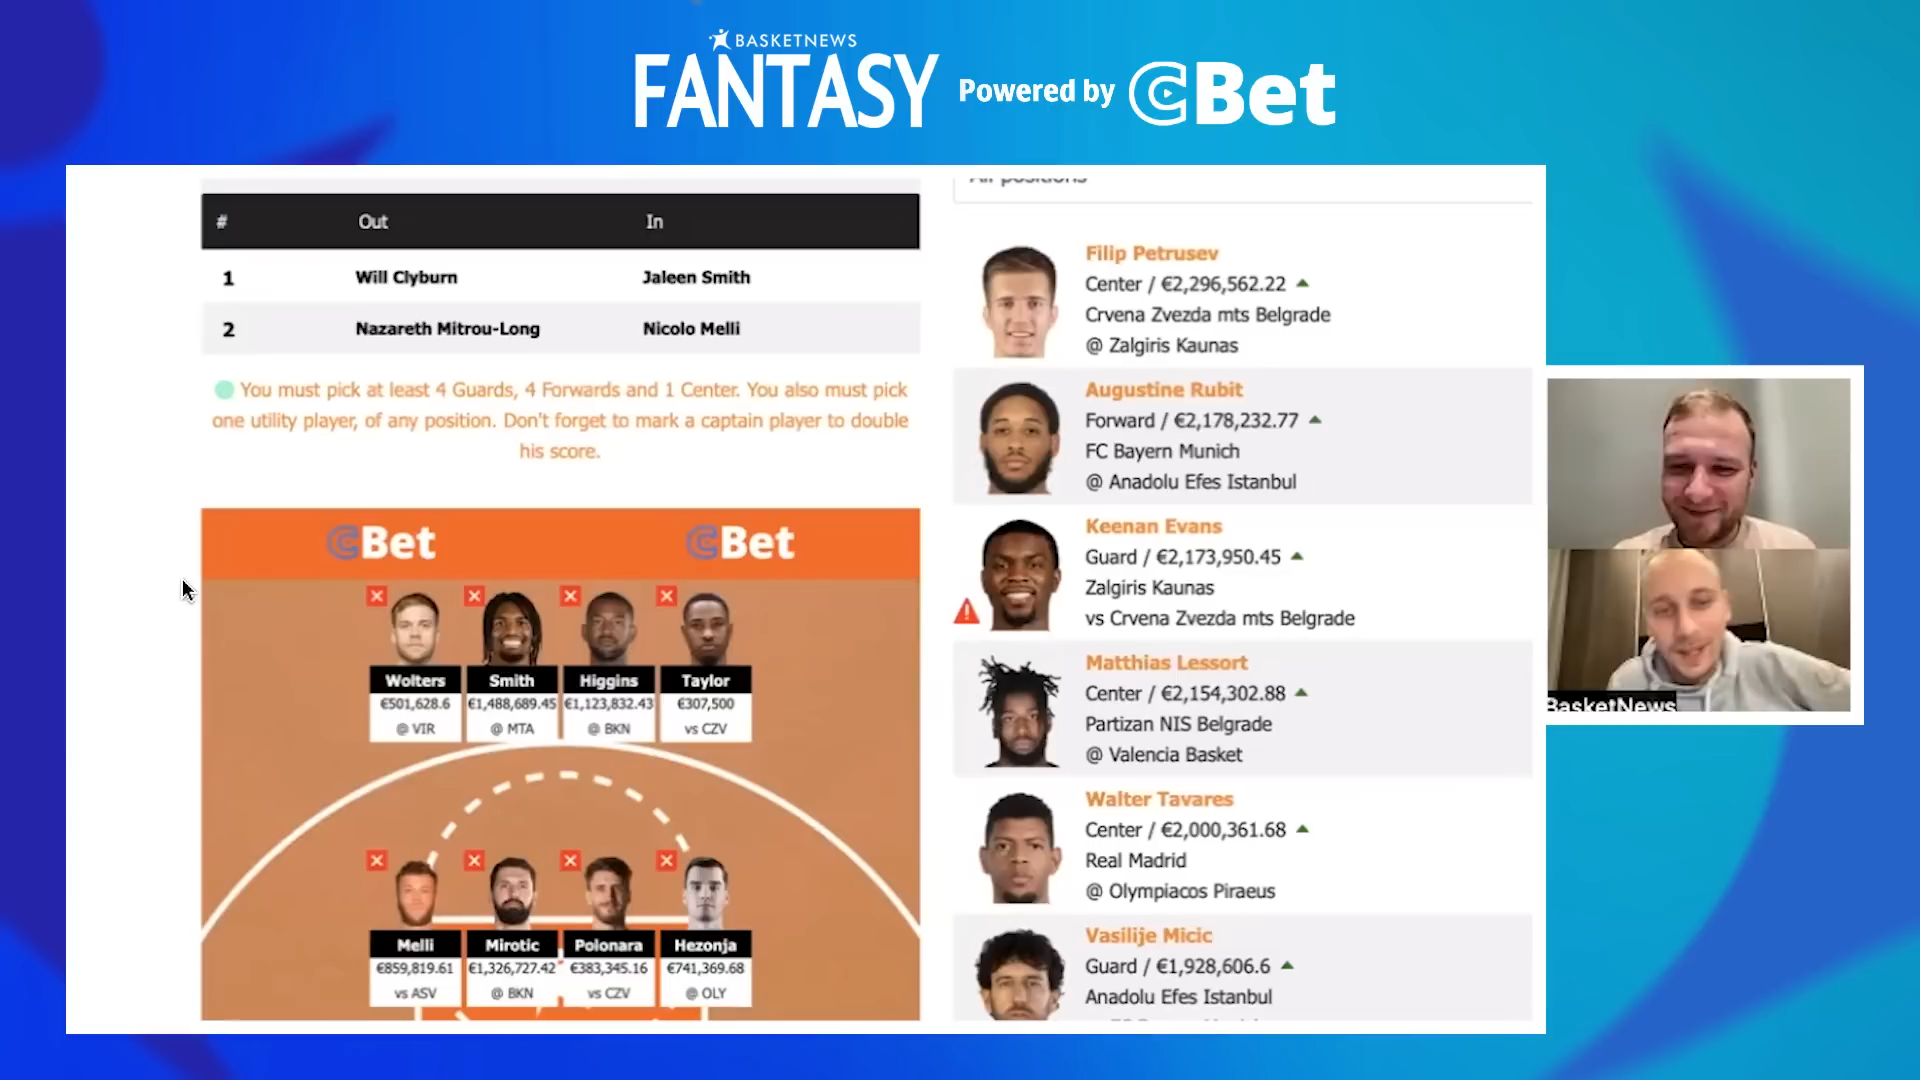 BASKETNEWS
FANTASY Powered by CBet
# Out In
1 Will Clyburn Jaleen Smith
2 Nazareth Mitrou-Long Nicolo Melli
You must pick at least 4 Guards, 4 Forwards and 1 Center. You also must pick
one utility player, of any position. Don't forget to mark a captain player to double
his score.
CBet CBet
Wolters Smith Higgins Taylor
€501,628.6 €1,488,689.45 €1,123,832.43 €307,500
@ VIR @ MTA @ BKN vs CZV
Melli Mirotic Polonara Hezonja
€859,819.61 €1,326,727.42 €383,345.16 €741,369.68
vs ASV @ BKN vs CZV @ OLY
All positions
Filip Petrusev
Center / €2,296,562.22
Crvena Zvezda mts Belgrade
@ Zalgiris Kaunas
Augustine Rubit
Forward / €2,178,232.77
FC Bayern Munich
@ Anadolu Efes Istanbul
Keenan Evans
Guard / €2,173,950.45
Zalgiris Kaunas
vs Crvena Zvezda mts Belgrade
Matthias Lessort
Center / €2,154,302.88
Partizan NIS Belgrade
@ Valencia Basket
Walter Tavares
Center / €2,000,361.68
Real Madrid
@ Olympiacos Piraeus
Vasilije Micic
Guard / €1,928,606.6
Anadolu Efes Istanbul
BasketNews